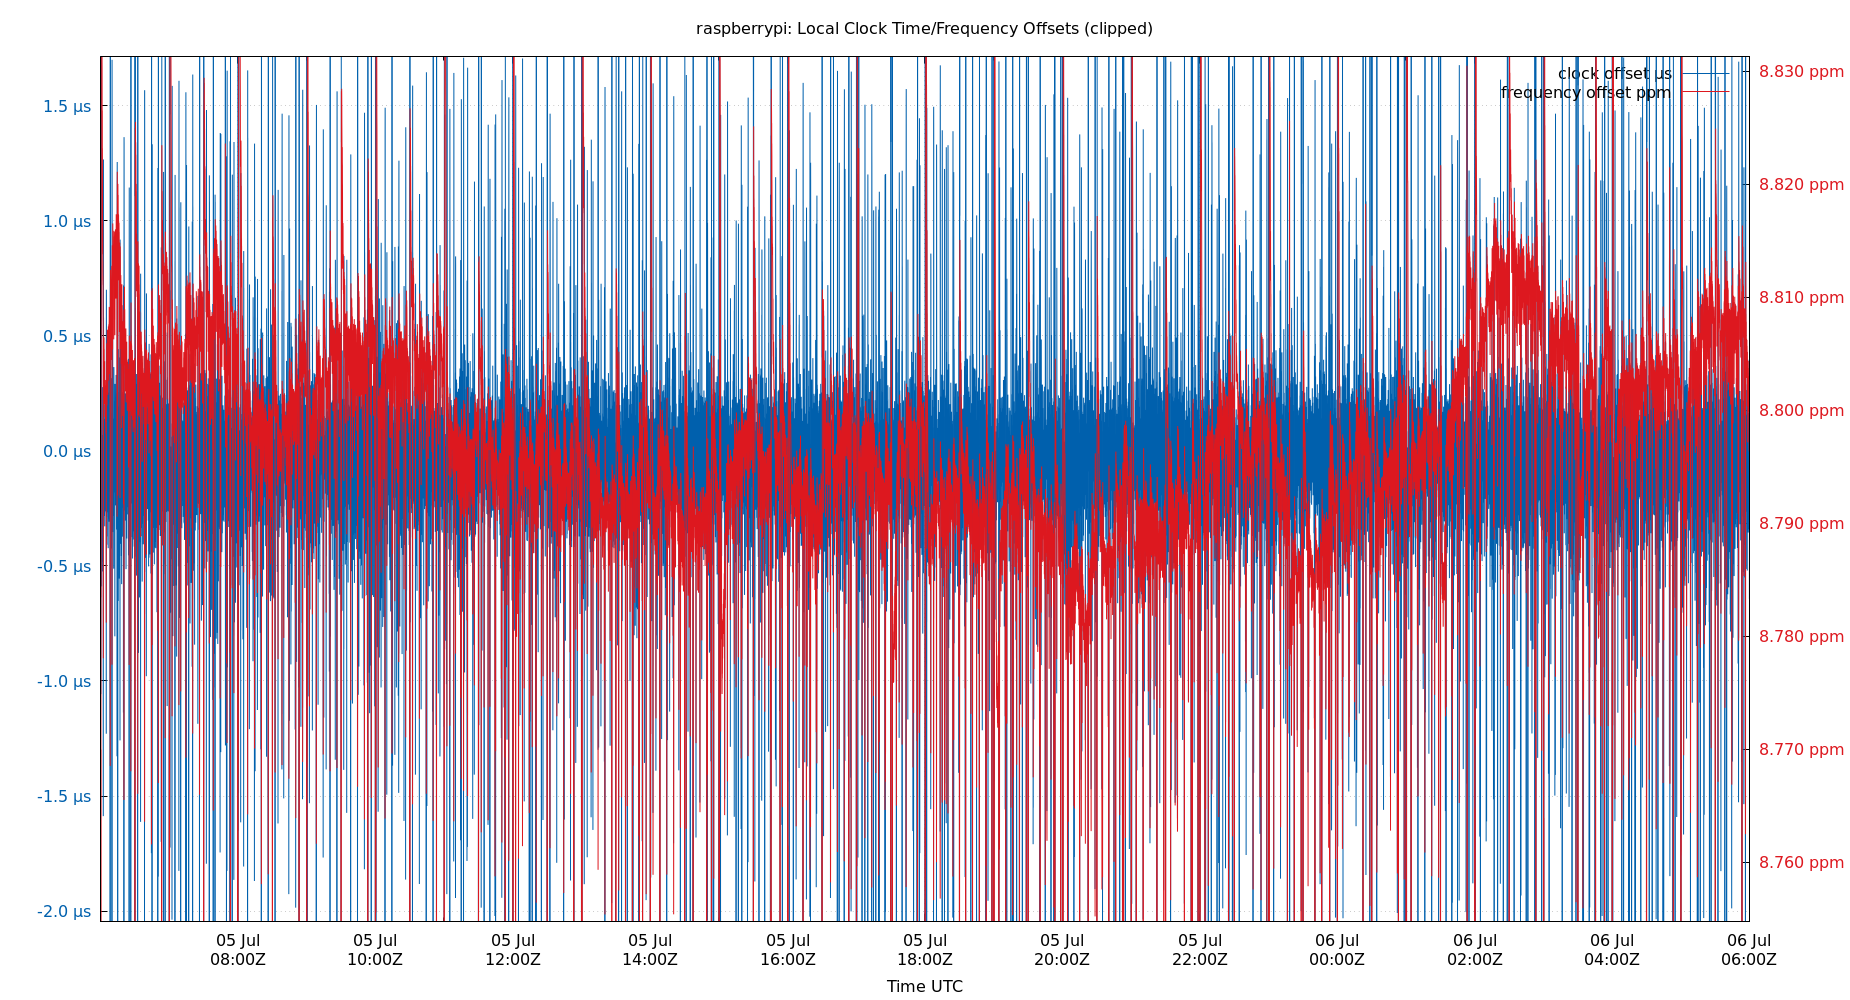 raspberrypi: Local Clock Time/Frequency Offsets (clipped)
clock offset µs
frequency offset ppm
1.5 µs
1.0 µs
0.5 µs
0.0 µs
-0.5 µs
-1.0 µs
-1.5 µs
-2.0 µs
8.830 ppm
8.820 ppm
8.810 ppm
8.800 ppm
8.790 ppm
8.780 ppm
8.770 ppm
8.760 ppm
05 Jul 05 Jul 05 Jul 05 Jul 05 Jul 05 Jul 05 Jul 05 Jul 06 Jul 06 Jul 06 Jul 06 Jul
08:00Z 10:00Z 12:00Z 14:00Z 16:00Z 18:00Z 20:00Z 22:00Z 00:00Z 02:00Z 04:00Z 06:00Z
Time UTC